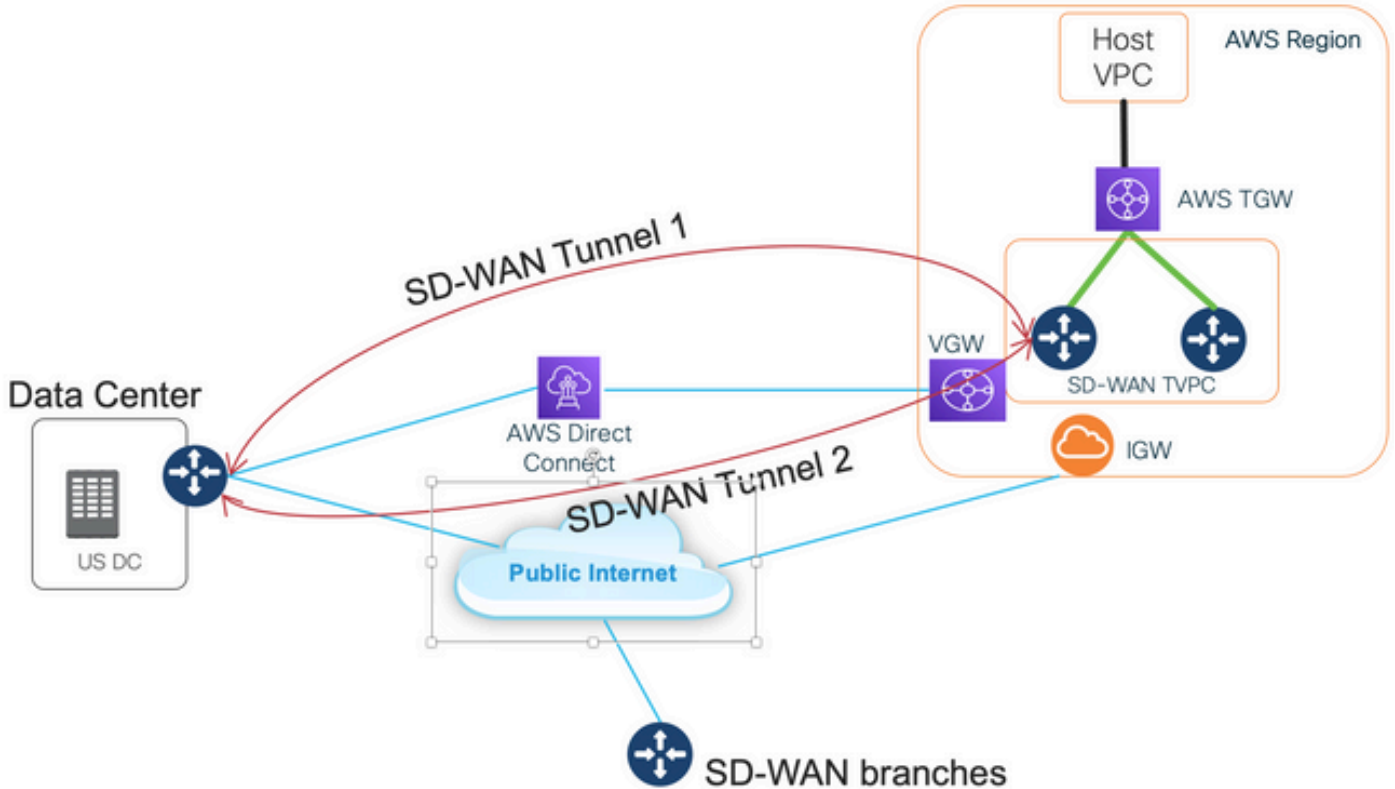 Host
VPC
AWS Region
AWS TGW
SD-WAN Tunnel 1
VGW
SD-WAN TVPC
Data Center
AWS Direct
Connect
IGW
SD-WAN Tunnel 2
US DC
Public Internet
SD-WAN branches